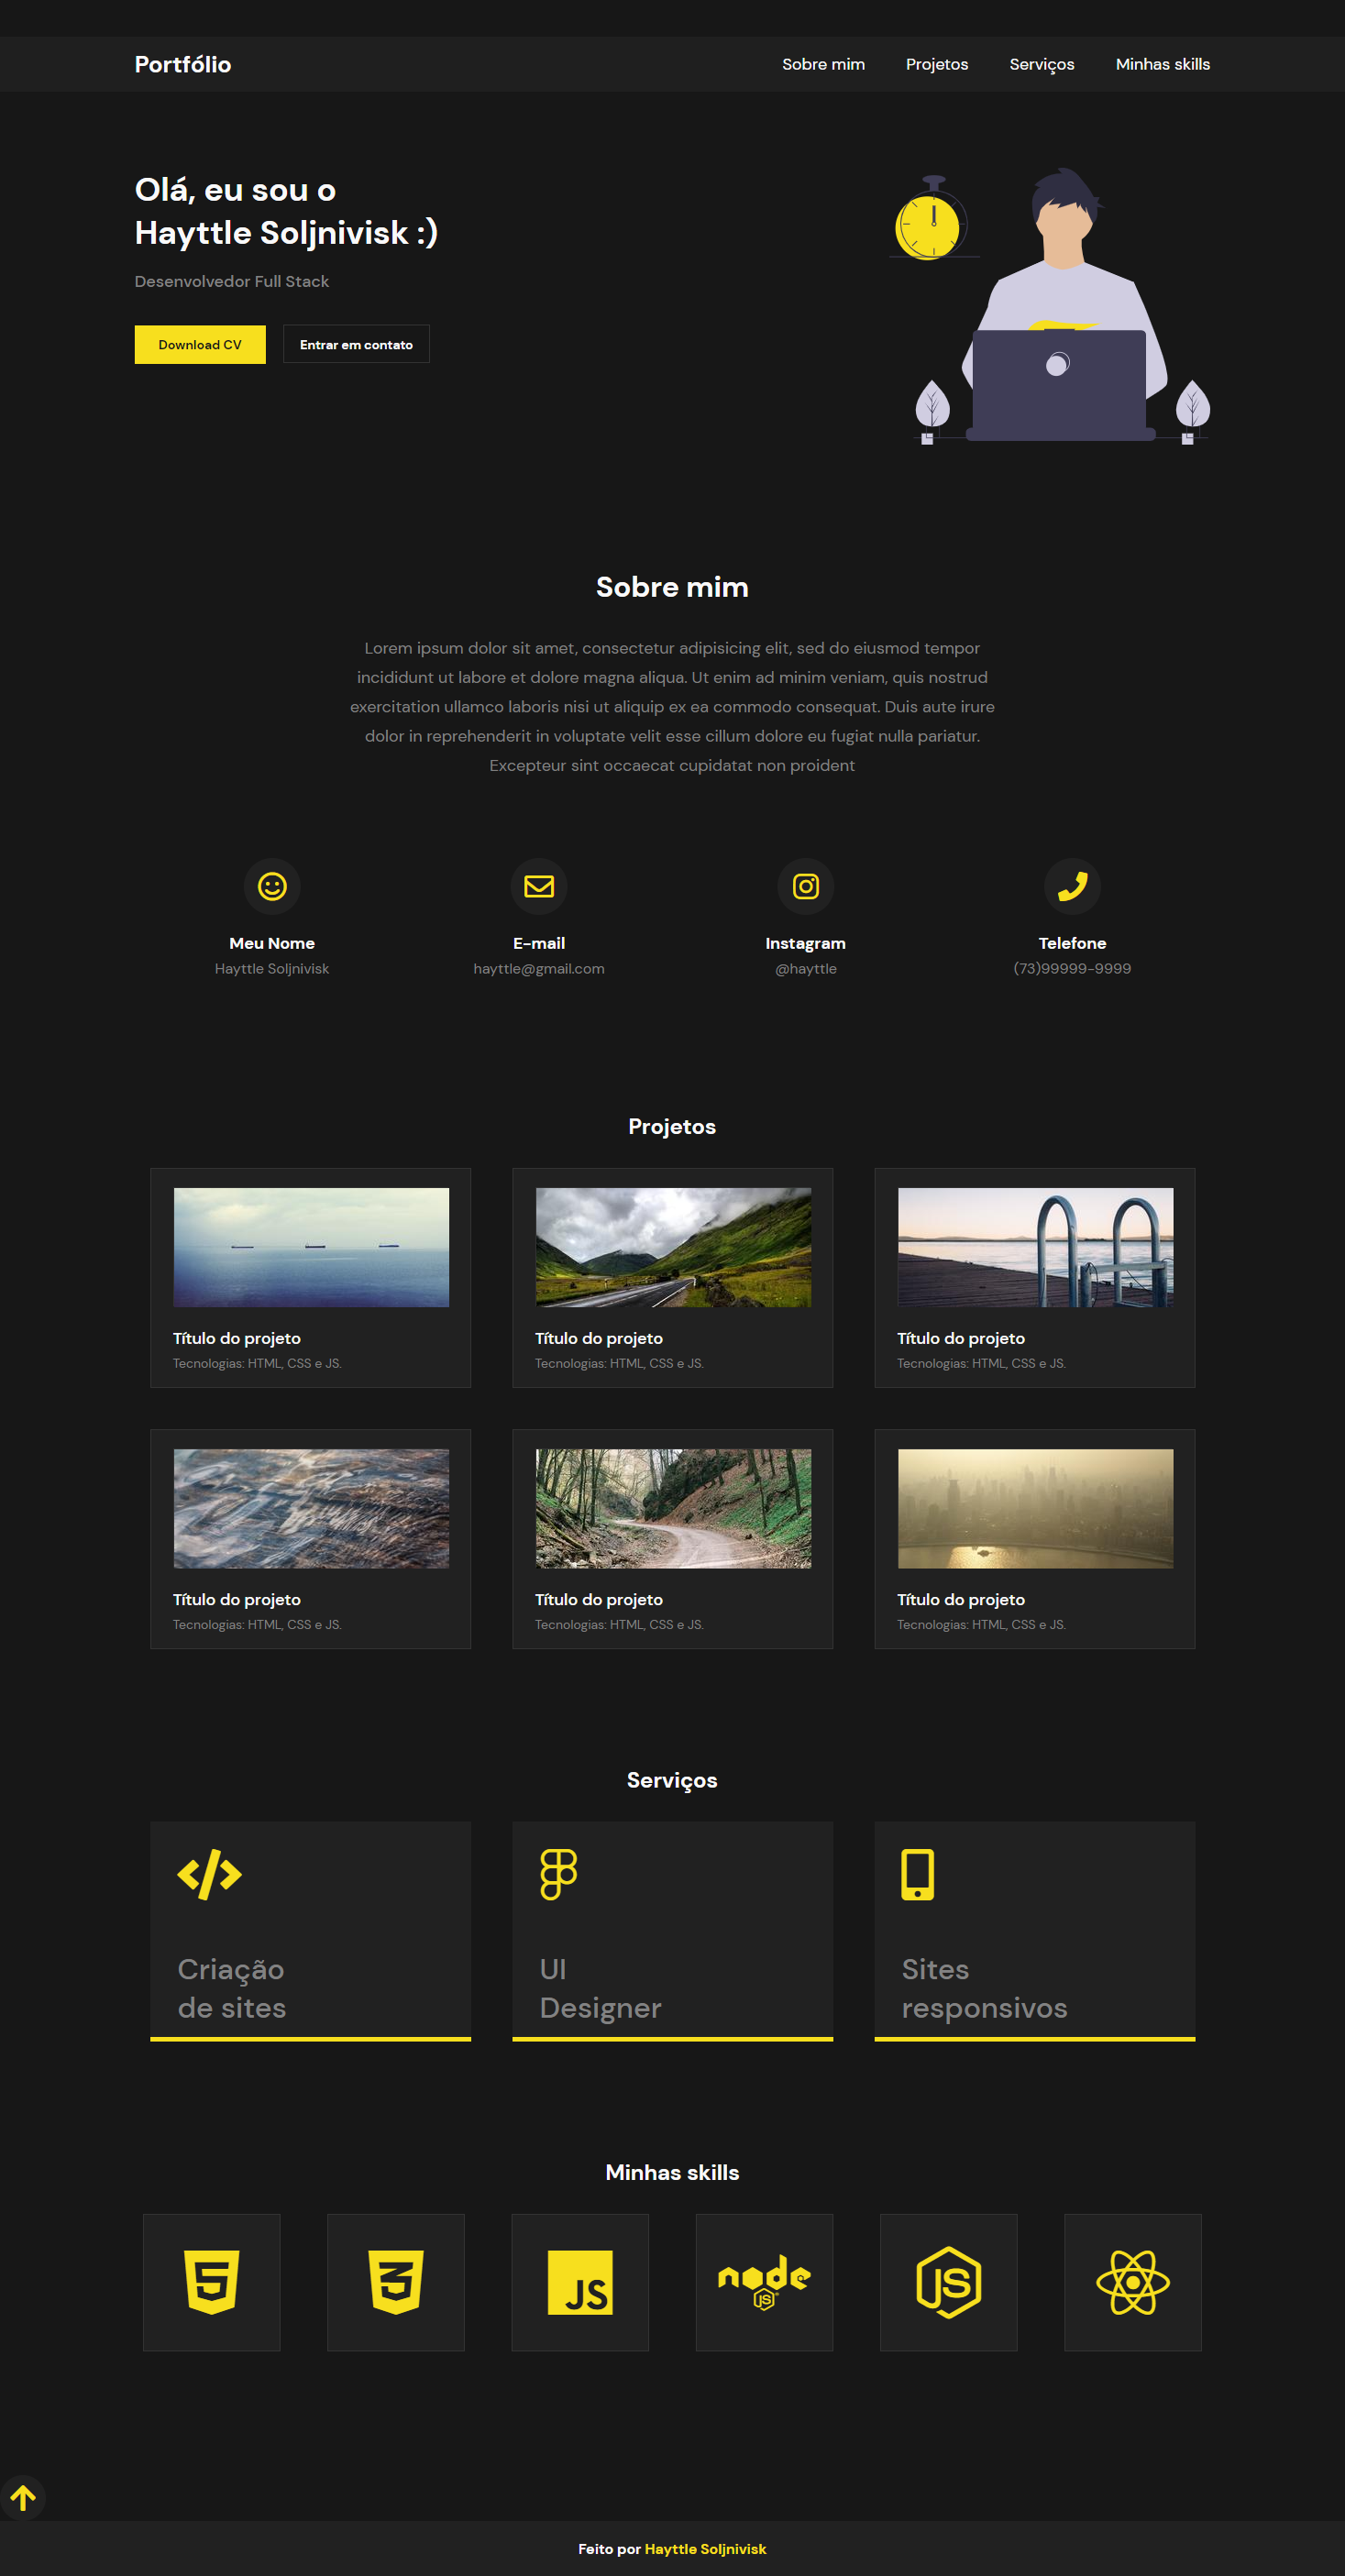 Portfólio
Sobre mim
Projetos
Serviços
Minhas skills
Olá, eu sou o
Hayttle Soljnivisk :)
Desenvolvedor Full Stack
Download CV
Entrar em contato
Sobre mim
Lorem ipsum dolor sit amet, consectetur adipisicing elit, sed do eiusmod tempor
incididunt ut labore et dolore magna aliqua. Ut enim ad minim veniam, quis nostrud
exercitation ullamco laboris nisi ut aliquip ex ea commodo consequat. Duis aute irure
dolor in reprehenderit in voluptate velit esse cillum dolore eu fugiat nulla pariatur.
Excepteur sint occaecat cupidatat non proident
Meu Nome
Hayttle Soljnivisk
E-mail
hayttle@gmail.com
Instagram
@hayttle
Telefone
(73)99999-9999
Projetos
Título do projeto
Tecnologias: HTML, CSS e JS.
Título do projeto
Tecnologias: HTML, CSS e JS.
Título do projeto
Tecnologias: HTML, CSS e JS.
Título do projeto
Tecnologias: HTML, CSS e JS.
Título do projeto
Tecnologias: HTML, CSS e JS.
Título do projeto
Tecnologias: HTML, CSS e JS.
Serviços
Criação
de sites
UI
Designer
Sites
responsivos
Minhas skills
5
3
JS
node
JS
JS
Feito por Hayttle Soljnivisk